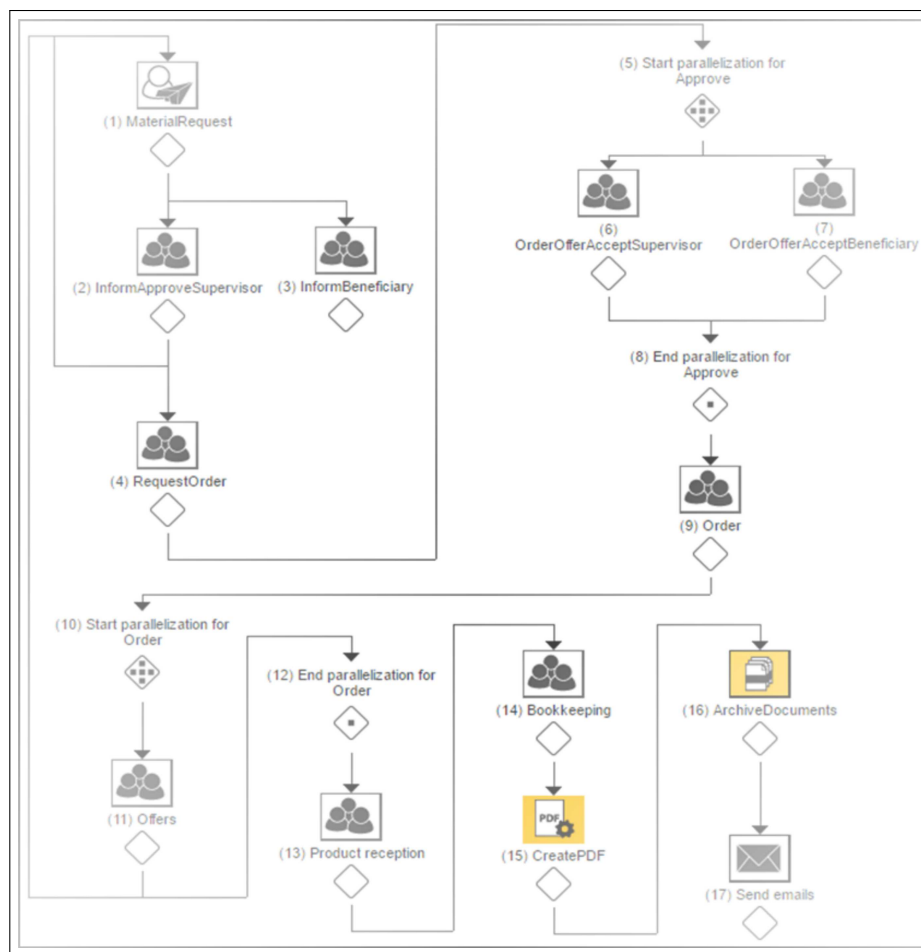 (1) MaterialRequest
(2) InformApproveSupervisor
(3) InformBeneficiary
(4) RequestOrder
(5) Start parallelization for
Approve
(6)
OrderOfferAcceptSupervisor
(7)
OrderOfferAcceptBeneficiary
(8) End parallelization for
Approve
(9) Order
(10) Start parallelization for
Order
(11) Offers
(12) End parallelization for
Order
(13) Product reception
(14) Bookkeeping
PDF
(15) CreatePDF
(16) ArchiveDocuments
(17) Send emails